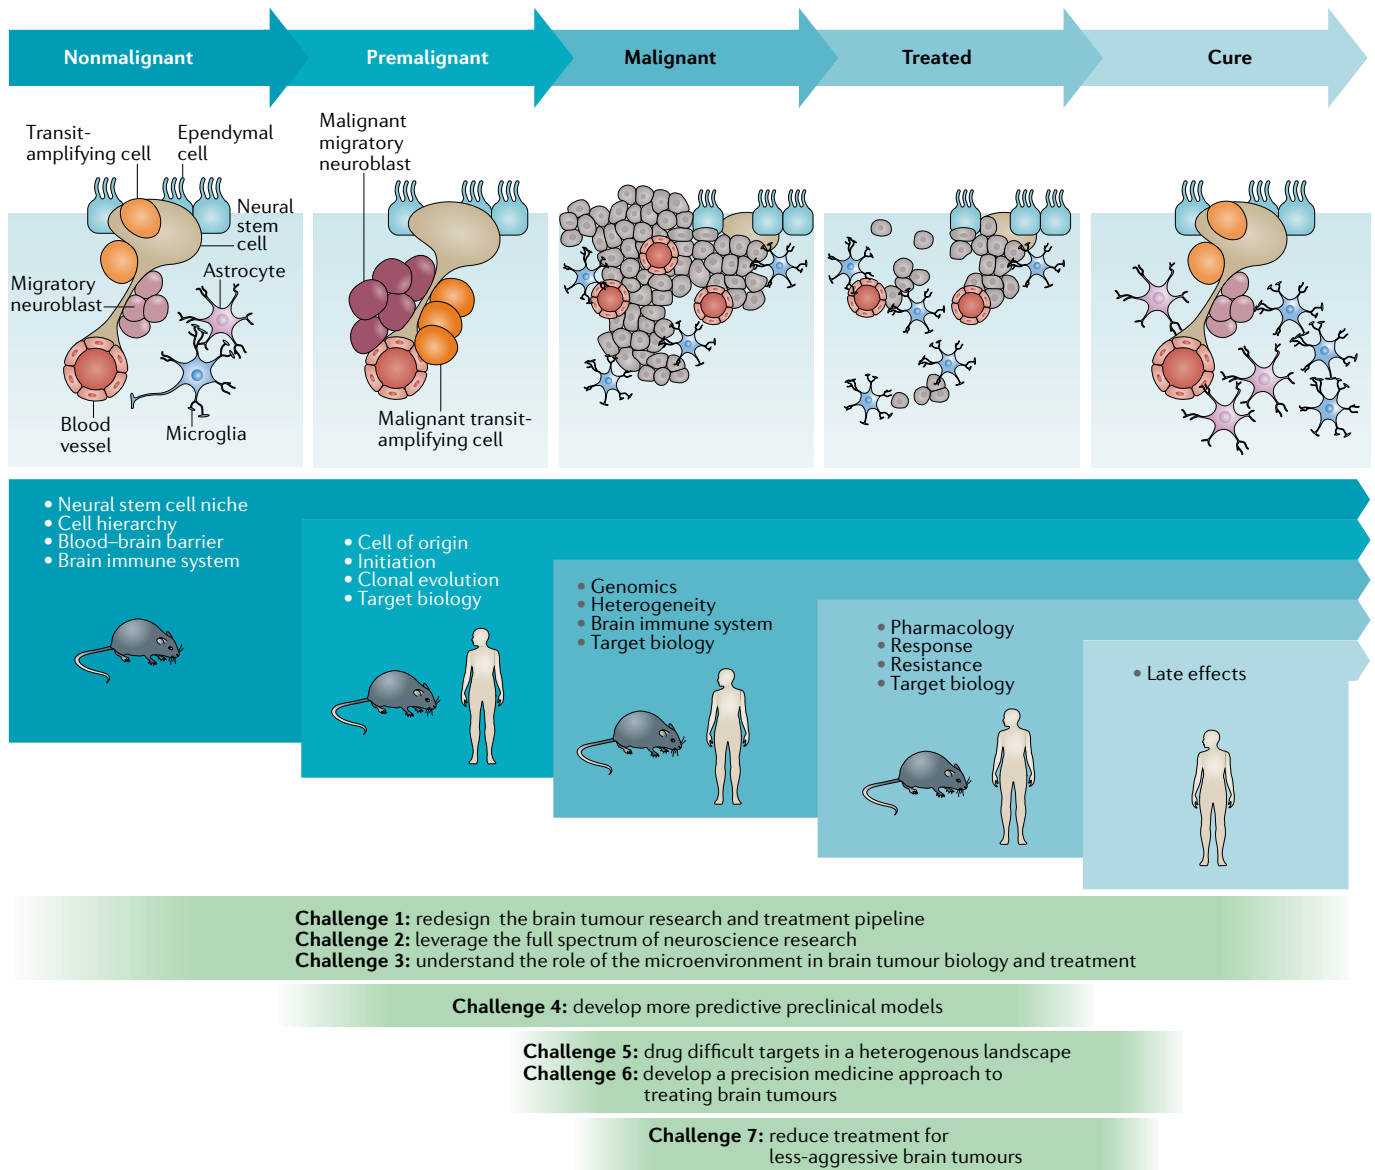 Nonmalignant
Premalignant
Malignant
Treated
Cure
Transit-
amplifying cell
Ependymal
cell
Neural
stem
cell
Astrocyte
Migratory
neuroblast
Blood
vessel
Microglia
Malignant
migratory
neuroblast
Malignant transit-
amplifying cell
• Neural stem cell niche
• Cell hierarchy
• Blood–brain barrier
• Brain immune system
• Cell of origin
• Initiation
• Clonal evolution
• Target biology
• Genomics
• Heterogeneity
• Brain immune system
• Target biology
• Pharmacology
• Response
• Resistance
• Target biology
• Late effects
Challenge 1: redesign the brain tumour research and treatment pipeline
Challenge 2: leverage the full spectrum of neuroscience research
Challenge 3: understand the role of the microenvironment in brain tumour biology and treatment
Challenge 4: develop more predictive preclinical models
Challenge 5: drug difficult targets in a heterogenous landscape
Challenge 6: develop a precision medicine approach to
treating brain tumours
Challenge 7: reduce treatment for
less-aggressive brain tumours